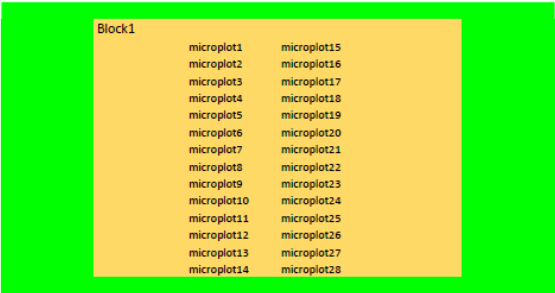 Block1
microplot1 microplot15
microplot2 microplot16
microplot3 microplot17
microplot4 microplot18
microplot5 microplot19
microplot6 microplot20
microplot7 microplot21
microplot8 microplot22
microplot9 microplot23
microplot10 microplot24
microplot11 microplot25
microplot12 microplot26
microplot13 microplot27
microplot14 microplot28